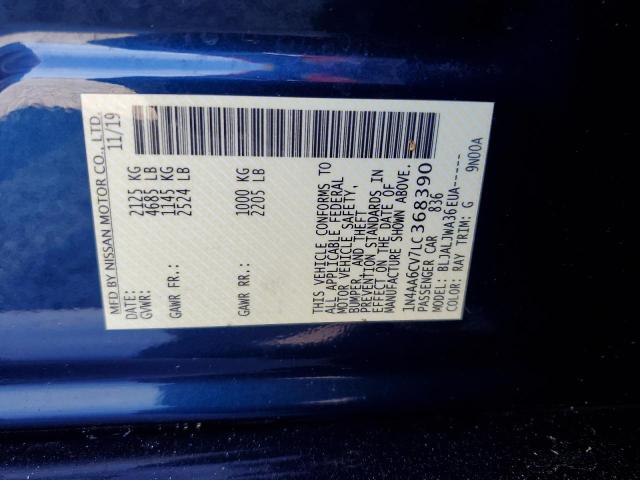 MFD BY NISSAN MOTOR CO., LTD.
DATE: 11/19
GVWR: 2125 KG
4685 LB
GAWR FR.: 1145 KG
2524 LB
GAWR RR.: 1000 KG
2205 LB
THIS VEHICLE CONFORMS TO
ALL APPLICABLE FEDERAL
MOTOR VEHICLE SAFETY,
BUMPER, AND THEFT
PREVENTION STANDARDS IN
EFFECT ON THE DATE OF
MANUFACTURE SHOWN ABOVE.
1N4AA6CV7LC368390
PASSENGER CAR 836
MODEL: BLJALJWA36EUA------
COLOR: RAY TRIM: G 9N00A